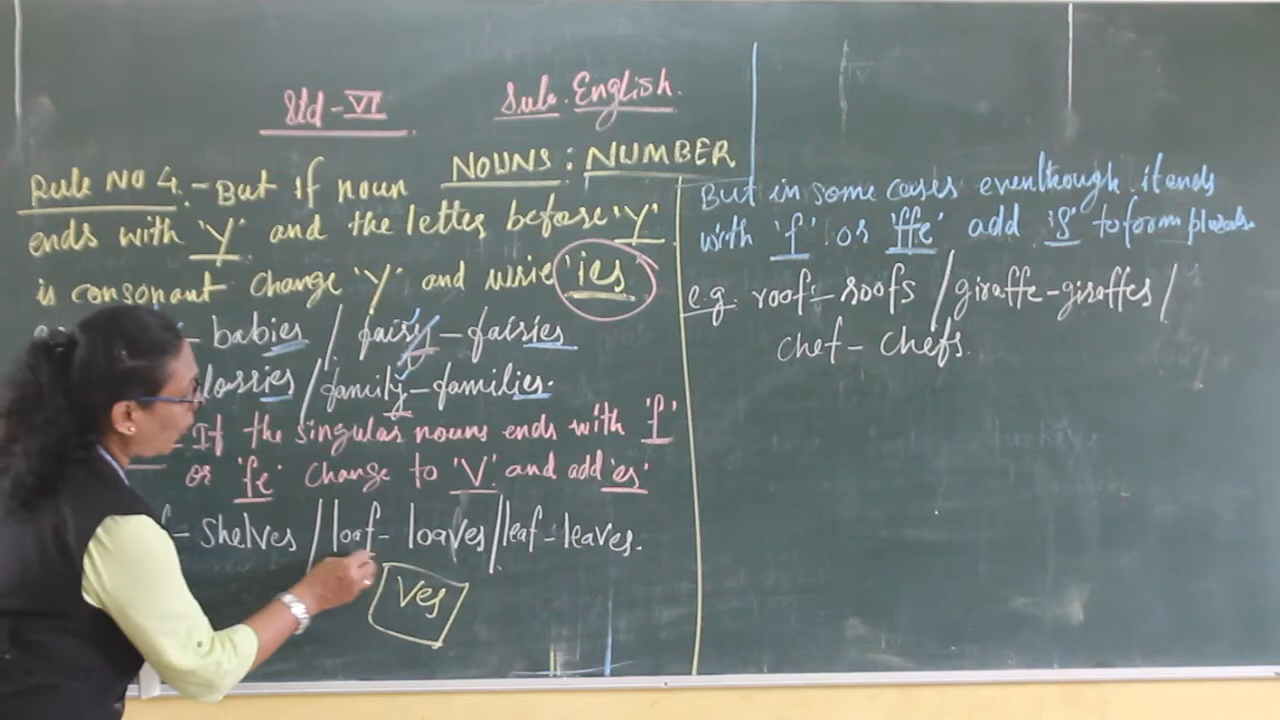 Std - VI Sub. English.
NOUNS : NUMBER
Rule No 4. - But if noun
ends with 'Y' and the letter before 'Y'
is consonant change 'Y' and write 'ies'
- babies / fairy - fairies
ies / family - families.
If the singular nouns ends with 'f'
or 'fe' change to 'V' and add 'es'
f - shelves / loaf - loaves / leaf - leaves.
Ves
But in some cases eventhough it ends
with 'f' or 'ffe' add 's' to form plurals
e.g. roof - roofs / giraffe - giraffes /
chef - chefs.